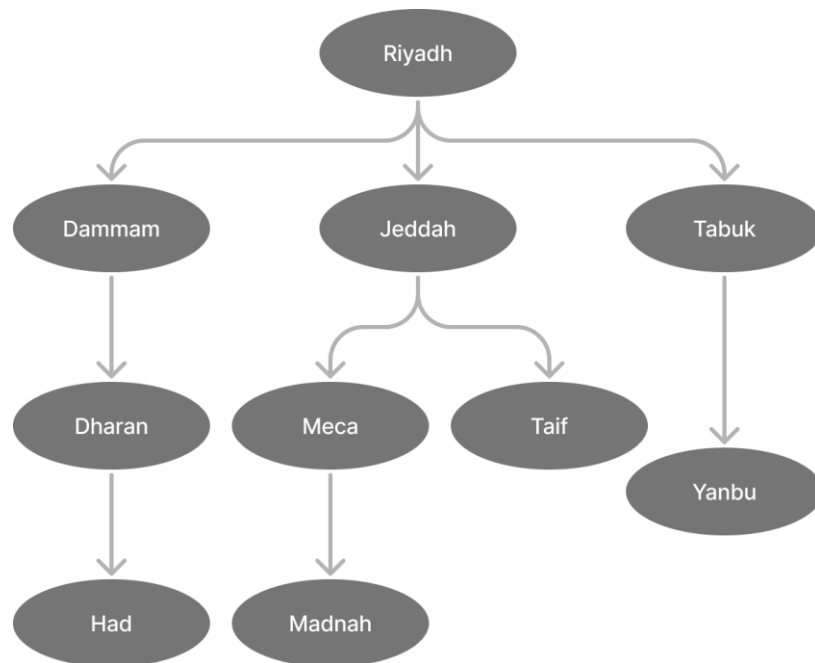 Riyadh
Dammam
Jeddah
Tabuk
Dharan
Meca
Taif
Yanbu
Had
Madnah